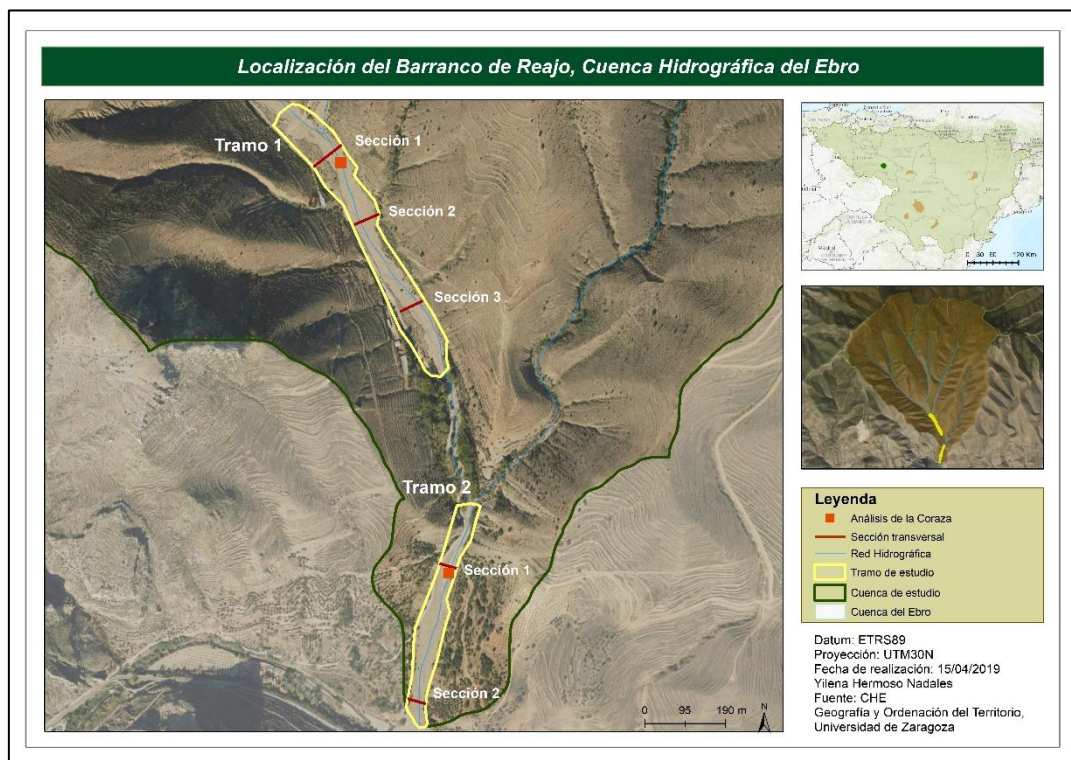 Localización del Barranco de Reajo, Cuenca Hidrográfica del Ebro
Tramo 1
Sección 1
Sección 2
Sección 3
Tramo 2
Sección 1
Sección 2
0 95 190 m
N
0 30 60 120 Km
Leyenda
Análisis de la Coraza
Sección transversal
Red Hidrográfica
Tramo de estudio
Cuenca de estudio
Cuenca del Ebro
Datum: ETRS89
Proyección: UTM30N
Fecha de realización: 15/04/2019
Yilena Hermoso Nadales
Fuente: CHE
Geografía y Ordenación del Territorio,
Universidad de Zaragoza